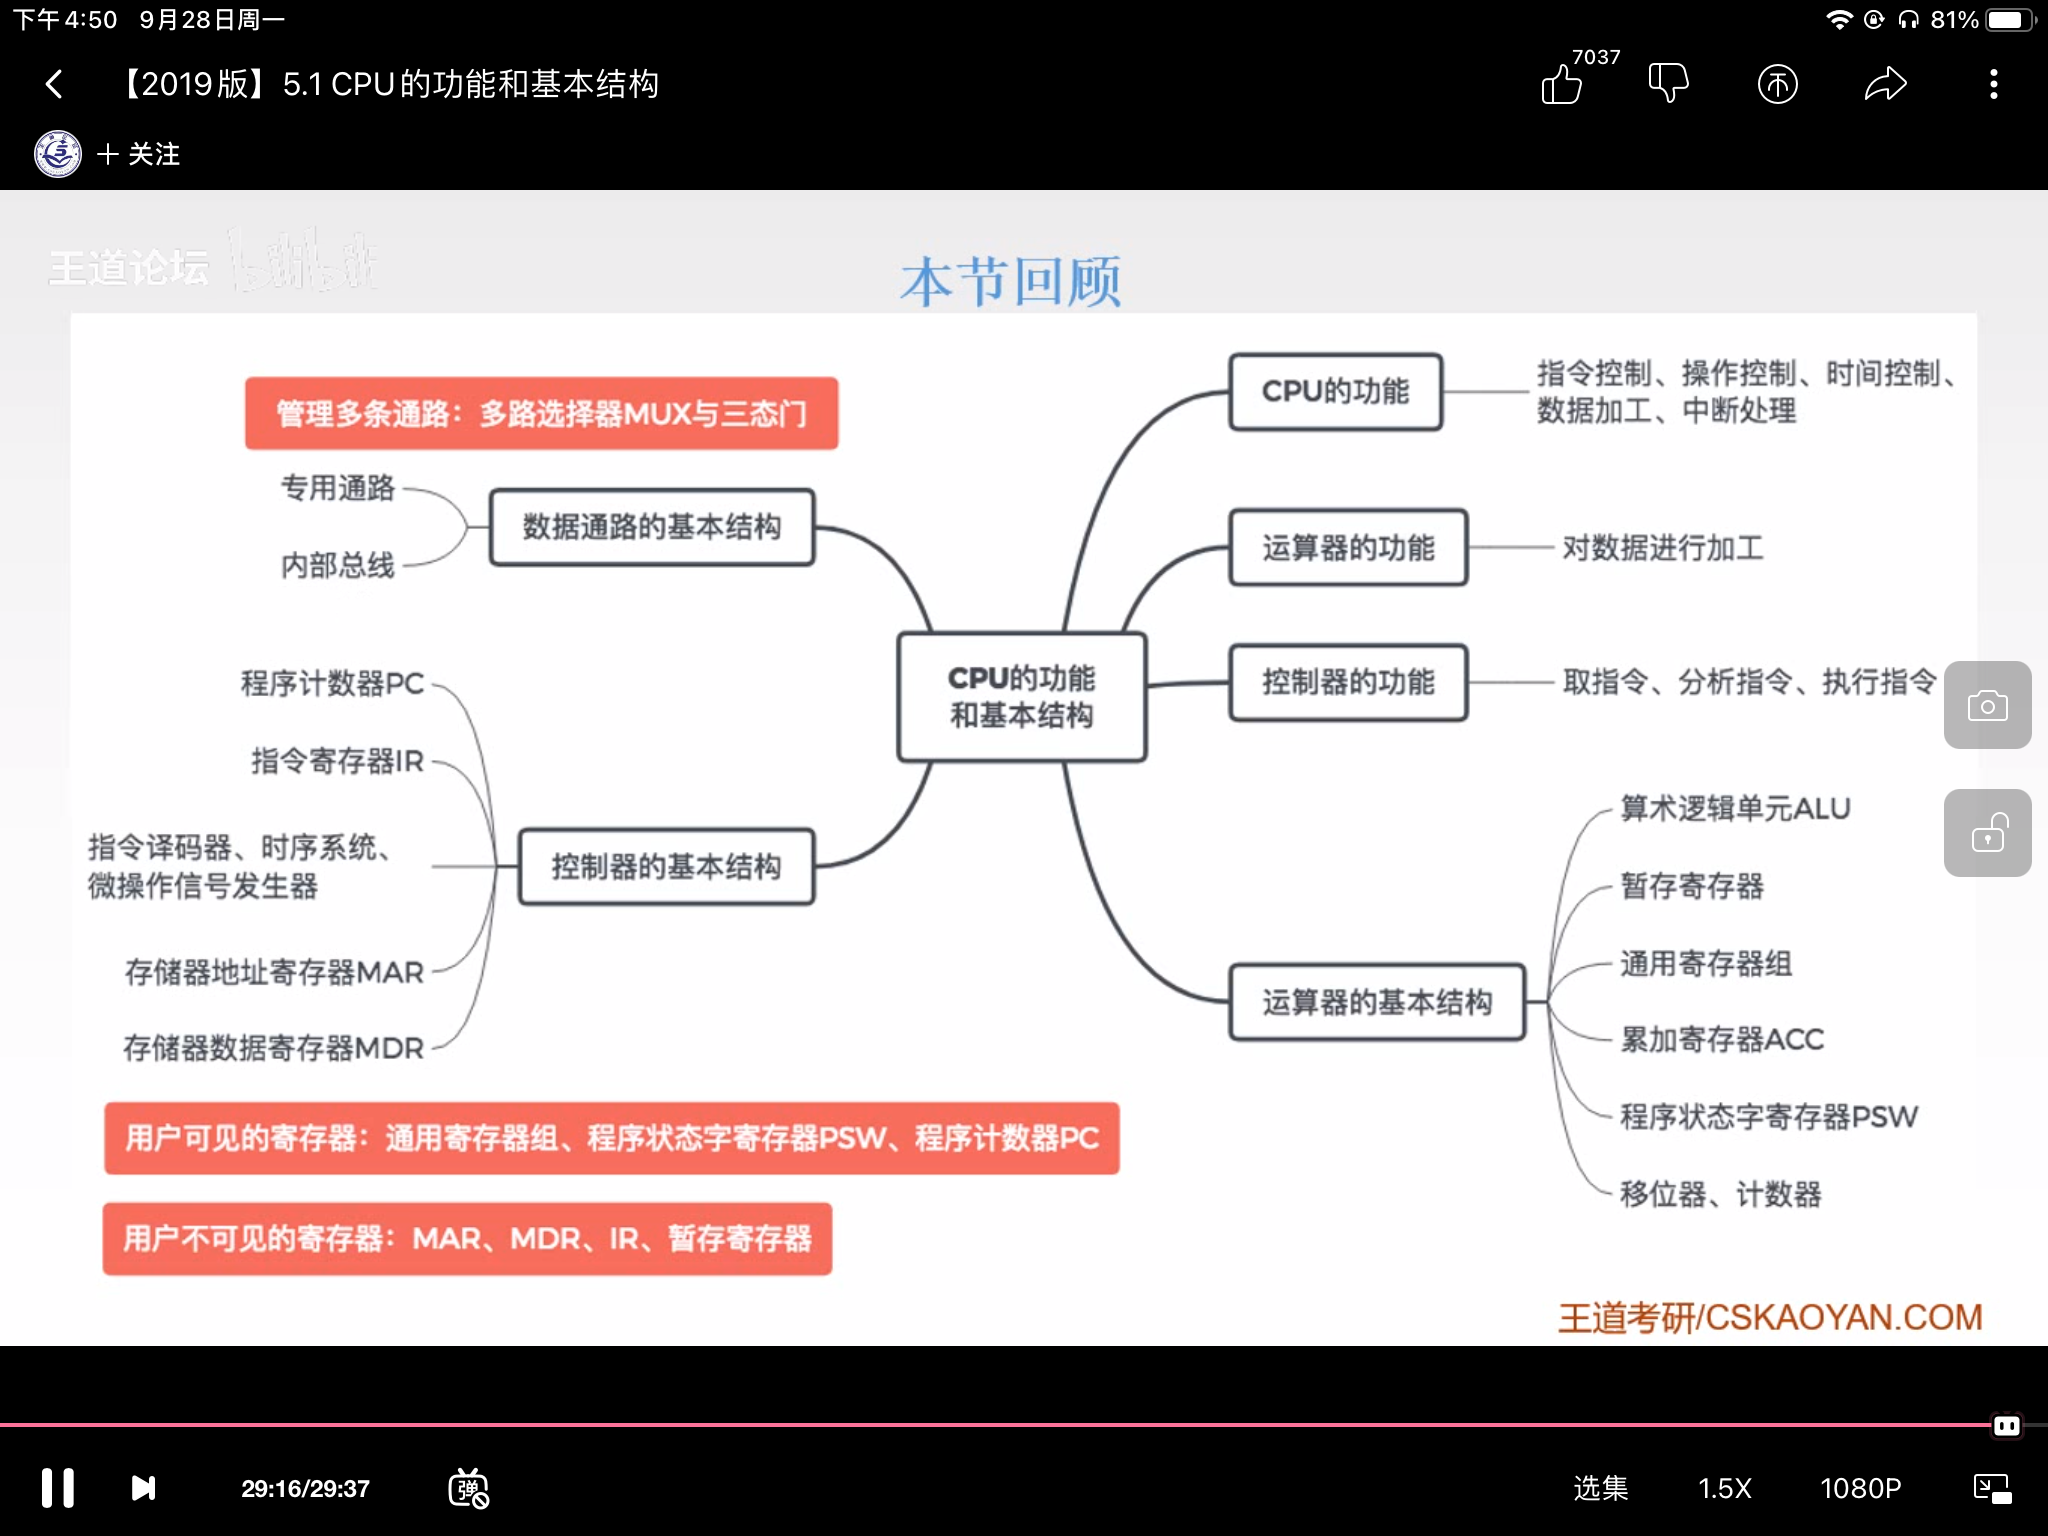 下午4:50 9月28日周一
81%
【2019版】5.1 CPU的功能和基本结构
7037
关注
王道论坛 bilibili
本节回顾
管理多条通路：多路选择器MUX与三态门
专用通路
内部总线
数据通路的基本结构
程序计数器PC
指令寄存器IR
指令译码器、时序系统、
微操作信号发生器
存储器地址寄存器MAR
存储器数据寄存器MDR
控制器的基本结构
CPU的功能
和基本结构
CPU的功能
指令控制、操作控制、时间控制、
数据加工、中断处理
运算器的功能
对数据进行加工
控制器的功能
取指令、分析指令、执行指令
运算器的基本结构
算术逻辑单元ALU
暂存寄存器
通用寄存器组
累加寄存器ACC
程序状态字寄存器PSW
移位器、计数器
用户可见的寄存器：通用寄存器组、程序状态字寄存器PSW、程序计数器PC
用户不可见的寄存器：MAR、MDR、IR、暂存寄存器
王道考研/CSKAOYAN.COM
29:16/29:37
弹
选集
1.5X
1080P